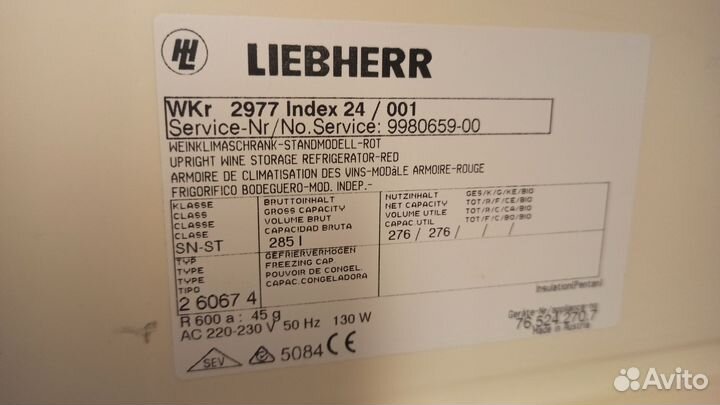 LIEBHERR
WKr 2977 Index 24 / 001
Service-Nr/No.Service: 9980659-00
WEINKLIMASCHRANK-STANDMODELL-ROT
UPRIGHT WINE STORAGE REFRIGERATOR-RED
ARMOIRE DE CLIMATISATION DES VINS-MODàLE ARMOIRE-ROUGE
FRIGORIFICO BODEGUERO-MOD. INDEP.-
KLASSE
CLASS
CLASSE
CLASE
SN-ST
BRUTTOINHALT
GROSS CAPACITY
VOLUME BRUT
CAPACIDAD BRUTA
285 l
NUTZINHALT GES/K/G/KE/BIO
NET CAPACITY TOT/R/F/CE/BIO
VOLUME UTILE TOT/R/C/CA/BIO
CAPAC.UTIL TOT/F/C/BO/BIO
276 / 276 / / /
TYP
TYPE
TYPE
TIPO
2 6067 4
GEFRIERVERMÖGEN
FREEZING CAP
POUVOIR DE CONGEL.
CAPAC.CONGELADORA
Insulation(Pentan)
R 600 a : 45 g
AC 220-230 V 50 Hz 130 W
Geräte-Nr./appliance-no
76.524.270.7
Made in Austria
SEV
5084 CE
Avito